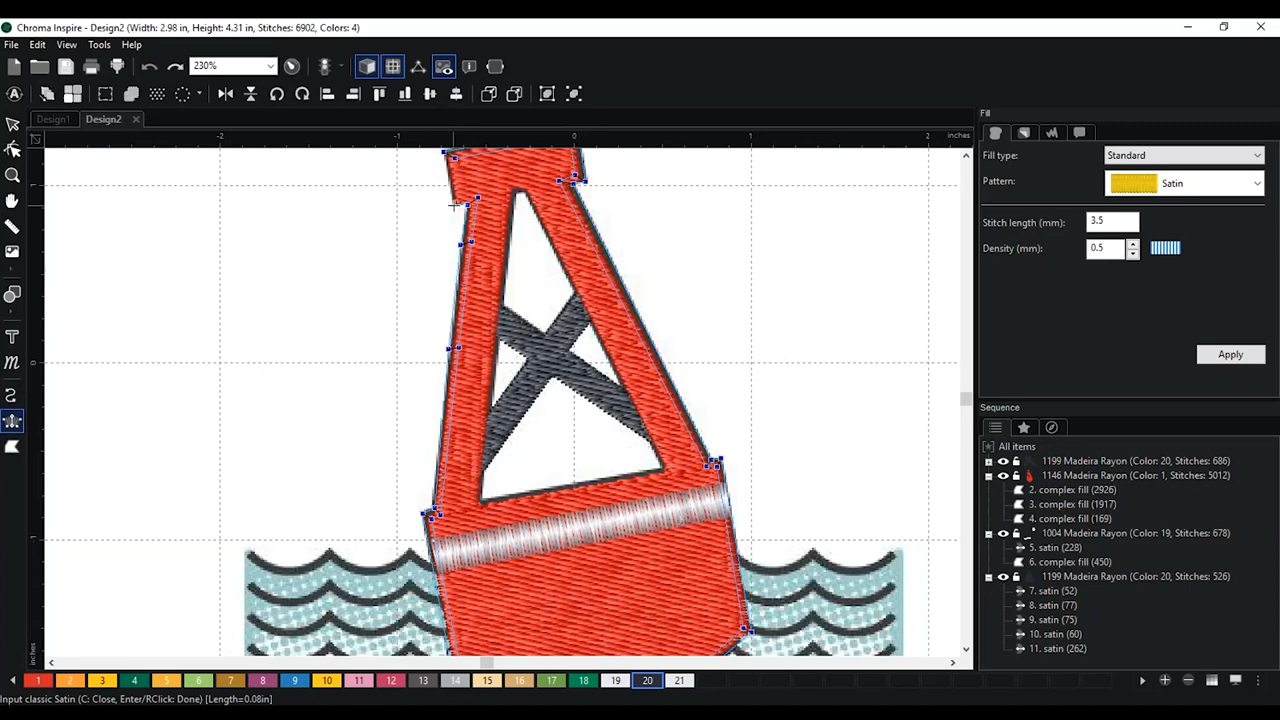 Chroma Inspire - Design2 (Width: 2.98 in, Height: 4.31 in, Stitches: 6902, Colors: 4)
File Edit View Tools Help
230%
Design1 Design2
-2 -1 0 1 2 inches
1
0
1
inches
Fill
Fill type: Standard
Pattern: Satin
Stitch length (mm): 3.5
Density (mm): 0.5
Apply
Sequence
All items
1199 Madeira Rayon (Color: 20, Stitches: 686)
1146 Madeira Rayon (Color: 1, Stitches: 5012)
2. complex fill (2926)
3. complex fill (1917)
4. complex fill (169)
1004 Madeira Rayon (Color: 19, Stitches: 678)
5. satin (228)
6. complex fill (450)
1199 Madeira Rayon (Color: 20, Stitches: 526)
7. satin (52)
8. satin (77)
9. satin (75)
10. satin (60)
11. satin (262)
1 2 3 4 5 6 7 8 9 10 11 12 13 14 15 16 17 18 19 20 21
Input classic Satin (C: Close, Enter/RClick: Done) [Length=0.08in]